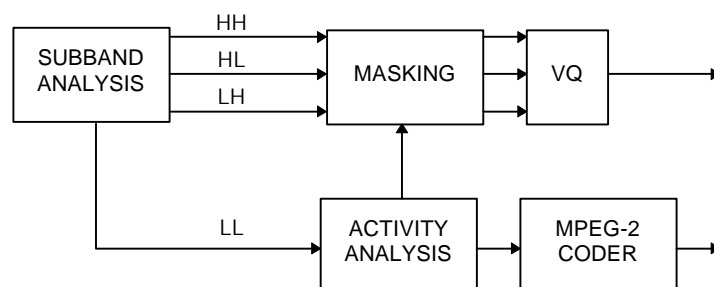 HH
SUBBAND
ANALYSIS
HL
MASKING
VQ
LH
LL
ACTIVITY
ANALYSIS
MPEG-2
CODER